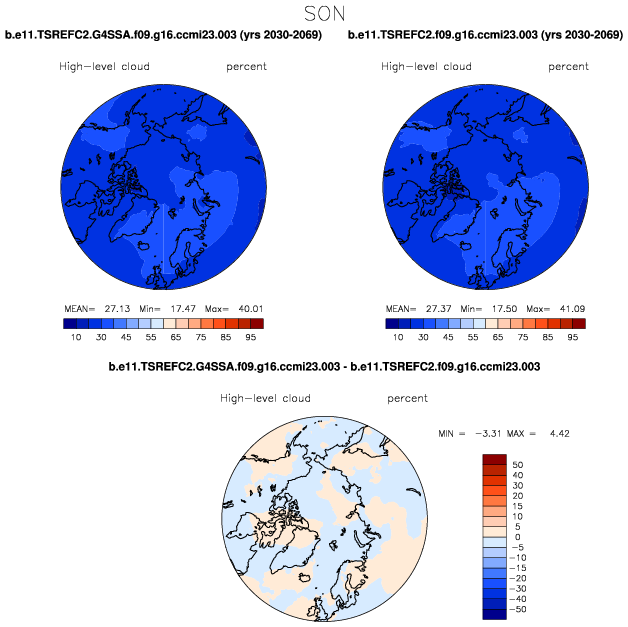 SON
b.e11.TSREFC2.G4SSA.f09.g16.ccmi23.003 (yrs 2030-2069)
b.e11.TSREFC2.f09.g16.ccmi23.003 (yrs 2030-2069)
High-level cloud percent
High-level cloud percent
MEAN= 27.13 Min= 17.47 Max= 40.01
MEAN= 27.37 Min= 17.50 Max= 41.09
10 30 45 55 65 75 85 95
10 30 45 55 65 75 85 95
b.e11.TSREFC2.G4SSA.f09.g16.ccmi23.003 - b.e11.TSREFC2.f09.g16.ccmi23.003
High-level cloud percent
MIN = -3.31 MAX = 4.42
50
40
30
20
15
10
5
0
-5
-10
-15
-20
-30
-40
-50